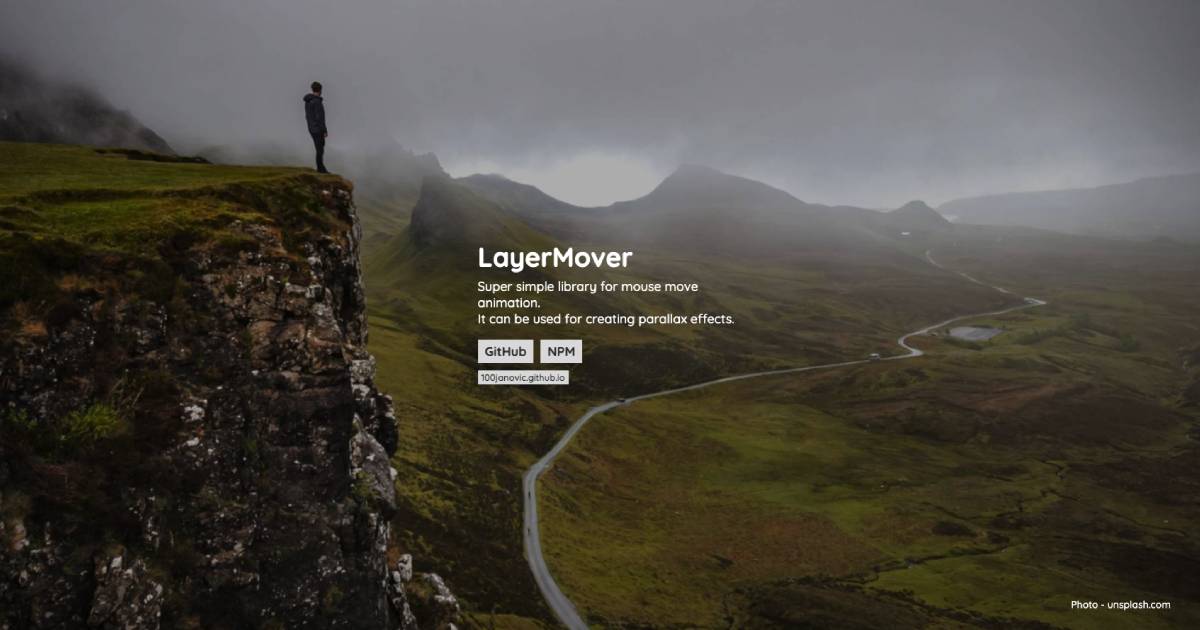 LayerMover
Super simple library for mouse move
animation.
It can be used for creating parallax effects.
GitHub NPM
100janovic.github.io
Photo - unsplash.com